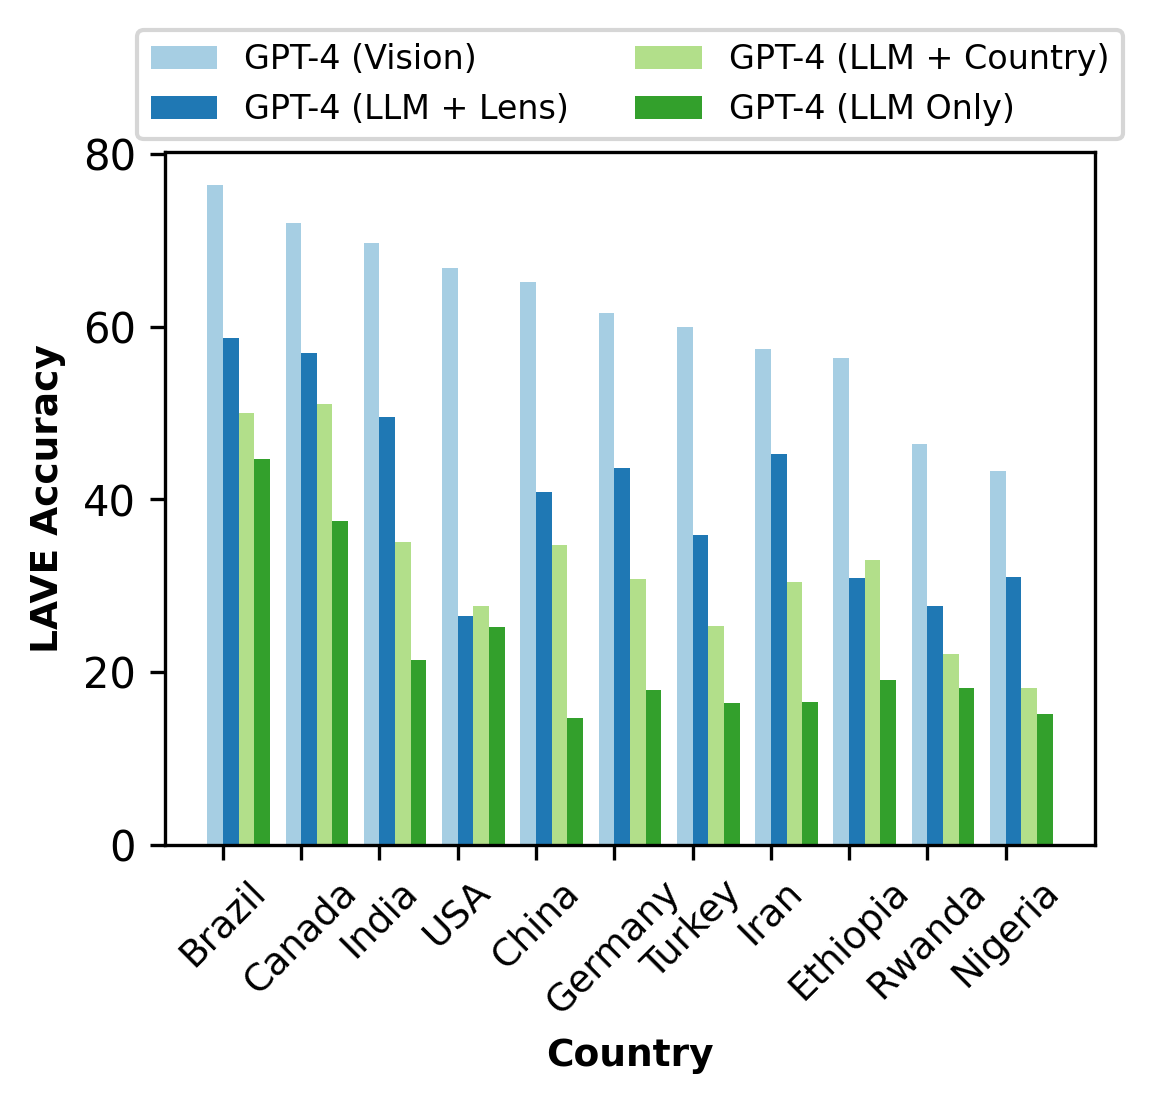 GPT-4 (Vision)
GPT-4 (LLM + Lens)
GPT-4 (LLM + Country)
GPT-4 (LLM Only)
LAVE Accuracy
80
60
40
20
0
Brazil
Canada
India
USA
China
Germany
Turkey
Iran
Ethiopia
Rwanda
Nigeria
Country